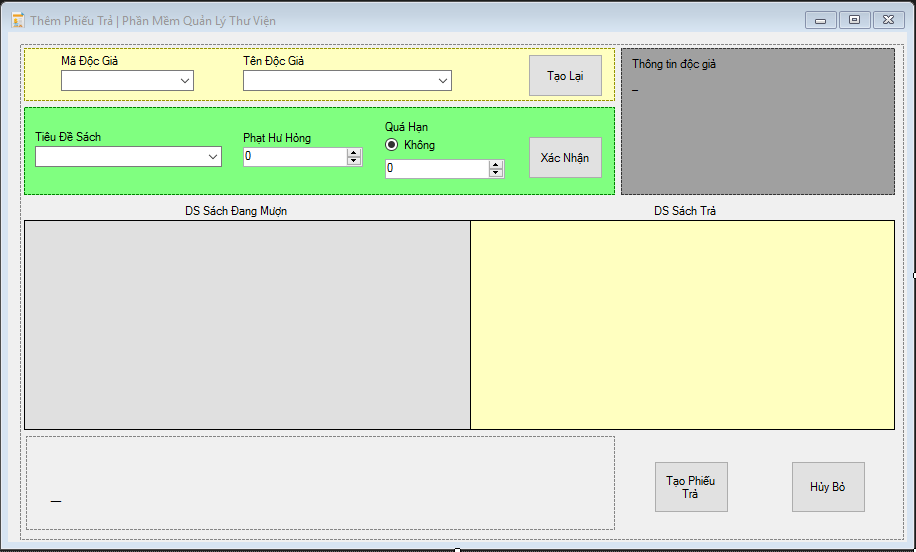 Thêm Phiếu Trả | Phần Mềm Quản Lý Thư Viện
Mã Độc Giả
Tên Độc Giả
Tạo Lại
Thông tin độc giả
_
Tiêu Đề Sách
Phạt Hư Hỏng
0
Quá Hạn
Không
0
Xác Nhận
DS Sách Đang Mượn
DS Sách Trả
__
Tạo Phiếu
Trả
Hủy Bỏ